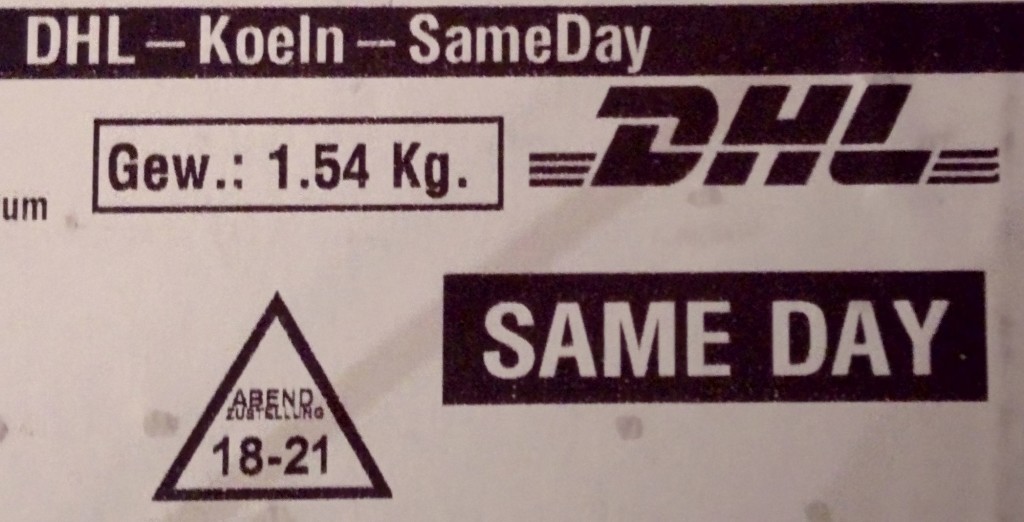 DHL – Koeln – SameDay
Gew.: 1.54 Kg.
DHL
um
SAME DAY
ABEND
ZUSTELLUNG
18-21